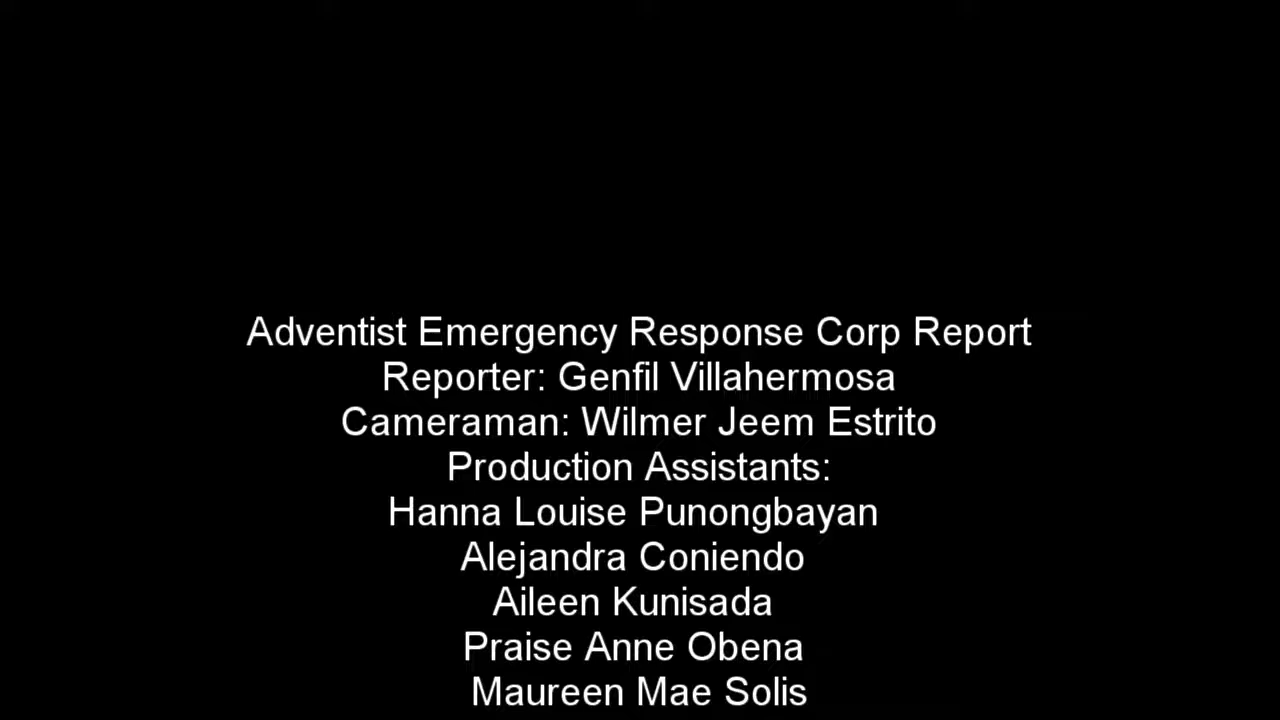 Adventist Emergency Response Corp Report
Reporter: Genfil Villahermosa
Cameraman: Wilmer Jeem Estrito
Production Assistants:
Hanna Louise Punongbayan
Alejandra Coniendo
Aileen Kunisada
Praise Anne Obena
Maureen Mae Solis